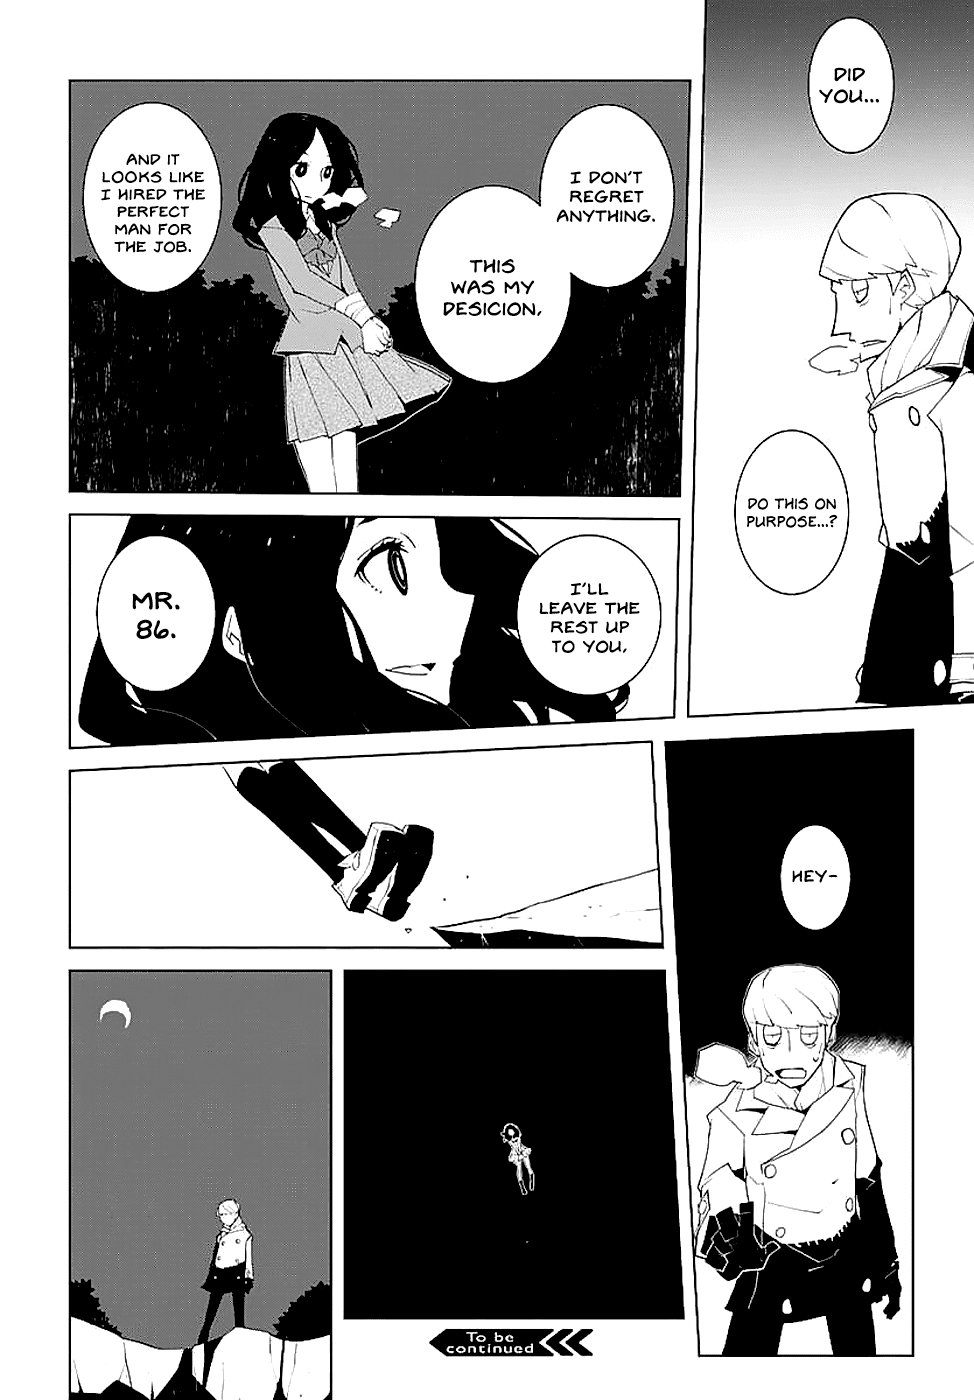 DID
YOU...
DO THIS ON
PURPOSE...?
I DON'T
REGRET
ANYTHING.
THIS
WAS MY
DESICION,
AND IT
LOOKS LIKE
I HIRED THE
PERFECT
MAN FOR
THE JOB.
I'LL
LEAVE THE
REST UP
TO YOU,
MR.
86.
HEY-
To be
continued